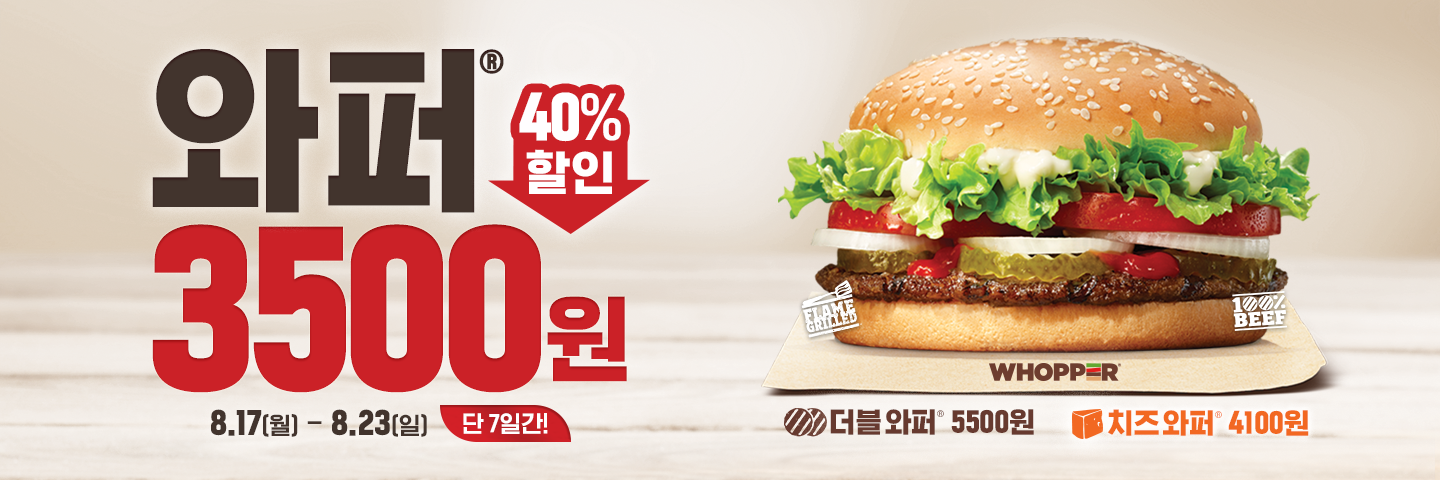 와퍼®
40%
할인
3500원
8.17(월) - 8.23(일) 단 7일간!
FLAME
GRILLED
100%
BEEF
WHOPPER
더블 와퍼® 5500원
치즈 와퍼® 4100원